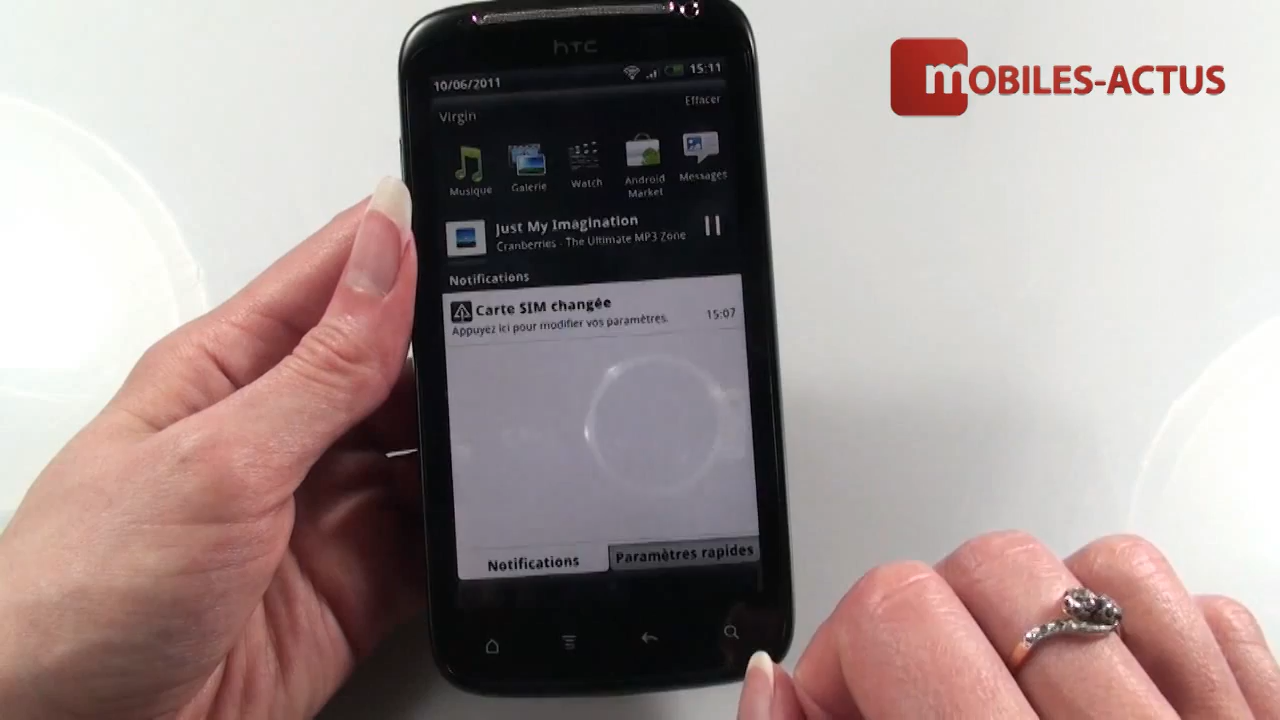 mOBILES-ACTUS
hTC
10/06/2011 15:11
Virgin Effacer
Musique Galerie Watch Android Market Messages
Just My Imagination
Cranberries - The Ultimate MP3 Zone
Notifications
Carte SIM changée
Appuyez ici pour modifier vos paramètres. 15:07
Notifications Paramètres rapides